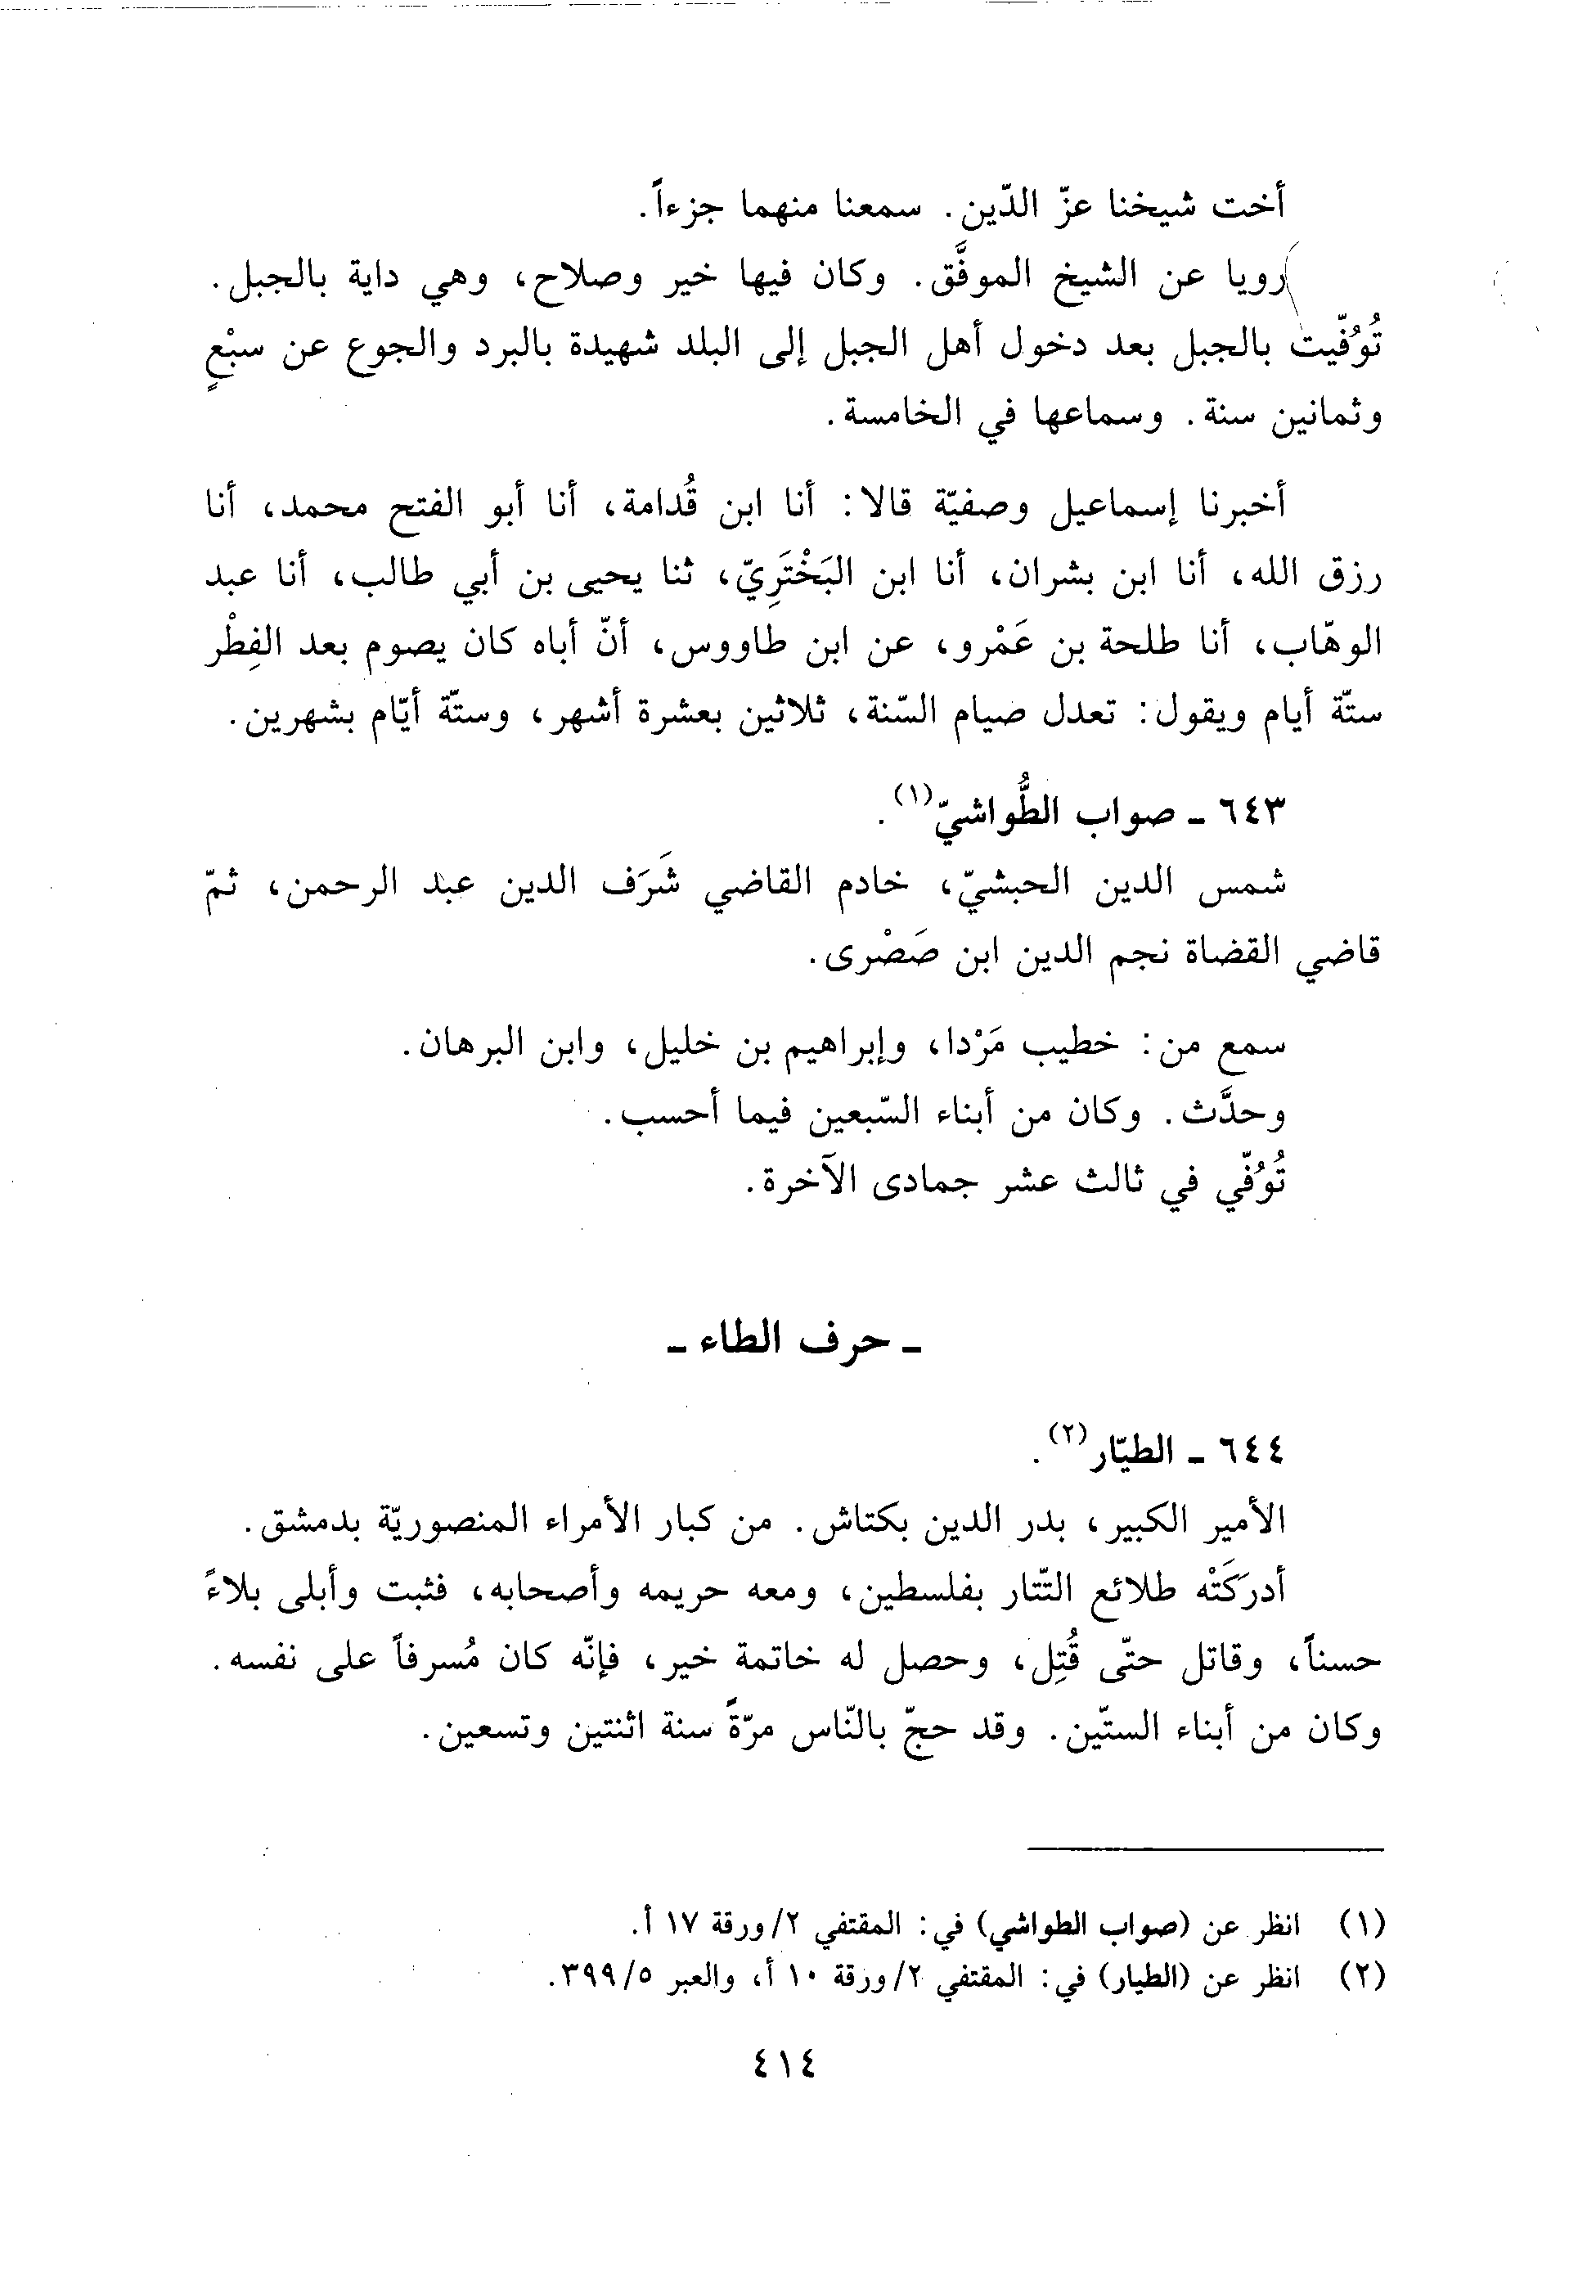 أخت شيخنا عزّ الدّين. سمعنا منهما جزءاً.
رويا عن الشيخ الموفَّق. وكان فيها خير وصلاح، وهي داية بالجبل.
تُوُفّيت بالجبل بعد دخول أهل الجبل إلى البلد شهيدة بالبرد والجوع عن سبْعٍ
وثمانين سنة. وسماعها في الخامسة.
أخبرنا إسماعيل وصفيّة قالا: أنا ابن قُدامة، أنا أبو الفتح محمد، أنا
رزق الله، أنا ابن بشران، أنا ابن البَخْتَرِيّ، ثنا يحيى بن أبي طالب، أنا عبد
الوهّاب، أنا طلحة بن عَمْرو، عن ابن طاووس، أنّ أباه كان يصوم بعد الفِطْر
ستّة أيام ويقول: تعدل صيام السّنة، ثلاثين بعشرة أشهر، وستّة أيّام بشهرين.
٦٤٣ ـ صواب الطُّواشيّ(١).
شمس الدين الحبشيّ، خادم القاضي شَرَف الدين عبد الرحمن، ثمّ
قاضي القضاة نجم الدين ابن صَصْرى.
سمع من: خطيب مَرْدا، وإبراهيم بن خليل، وابن البرهان.
وحدَّث. وكان من أبناء السّبعين فيما أحسب.
تُوُفّي في ثالث عشر جمادى الآخرة.
ـ حرف الطاء ـ
٦٤٤ ـ الطيّار(٢).
الأمير الكبير، بدر الدين بكتاش. من كبار الأمراء المنصوريّة بدمشق.
أدركَتْه طلائع التّتار بفلسطين، ومعه حريمه وأصحابه، فثبت وأبلى بلاءً
حسناً، وقاتل حتّى قُتِل، وحصل له خاتمة خير، فإنّه كان مُسرفاً على نفسه.
وكان من أبناء الستّين. وقد حجّ بالنّاس مرّةً سنة اثنتين وتسعين.
(١) انظر عن (صواب الطواشي) في: المقتفي ٢/ورقة ١٧ أ.
(٢) انظر عن (الطيار) في: المقتفي ٢/ورقة ١٠ أ، والعبر ٣٩٩/٥.
٤١٤